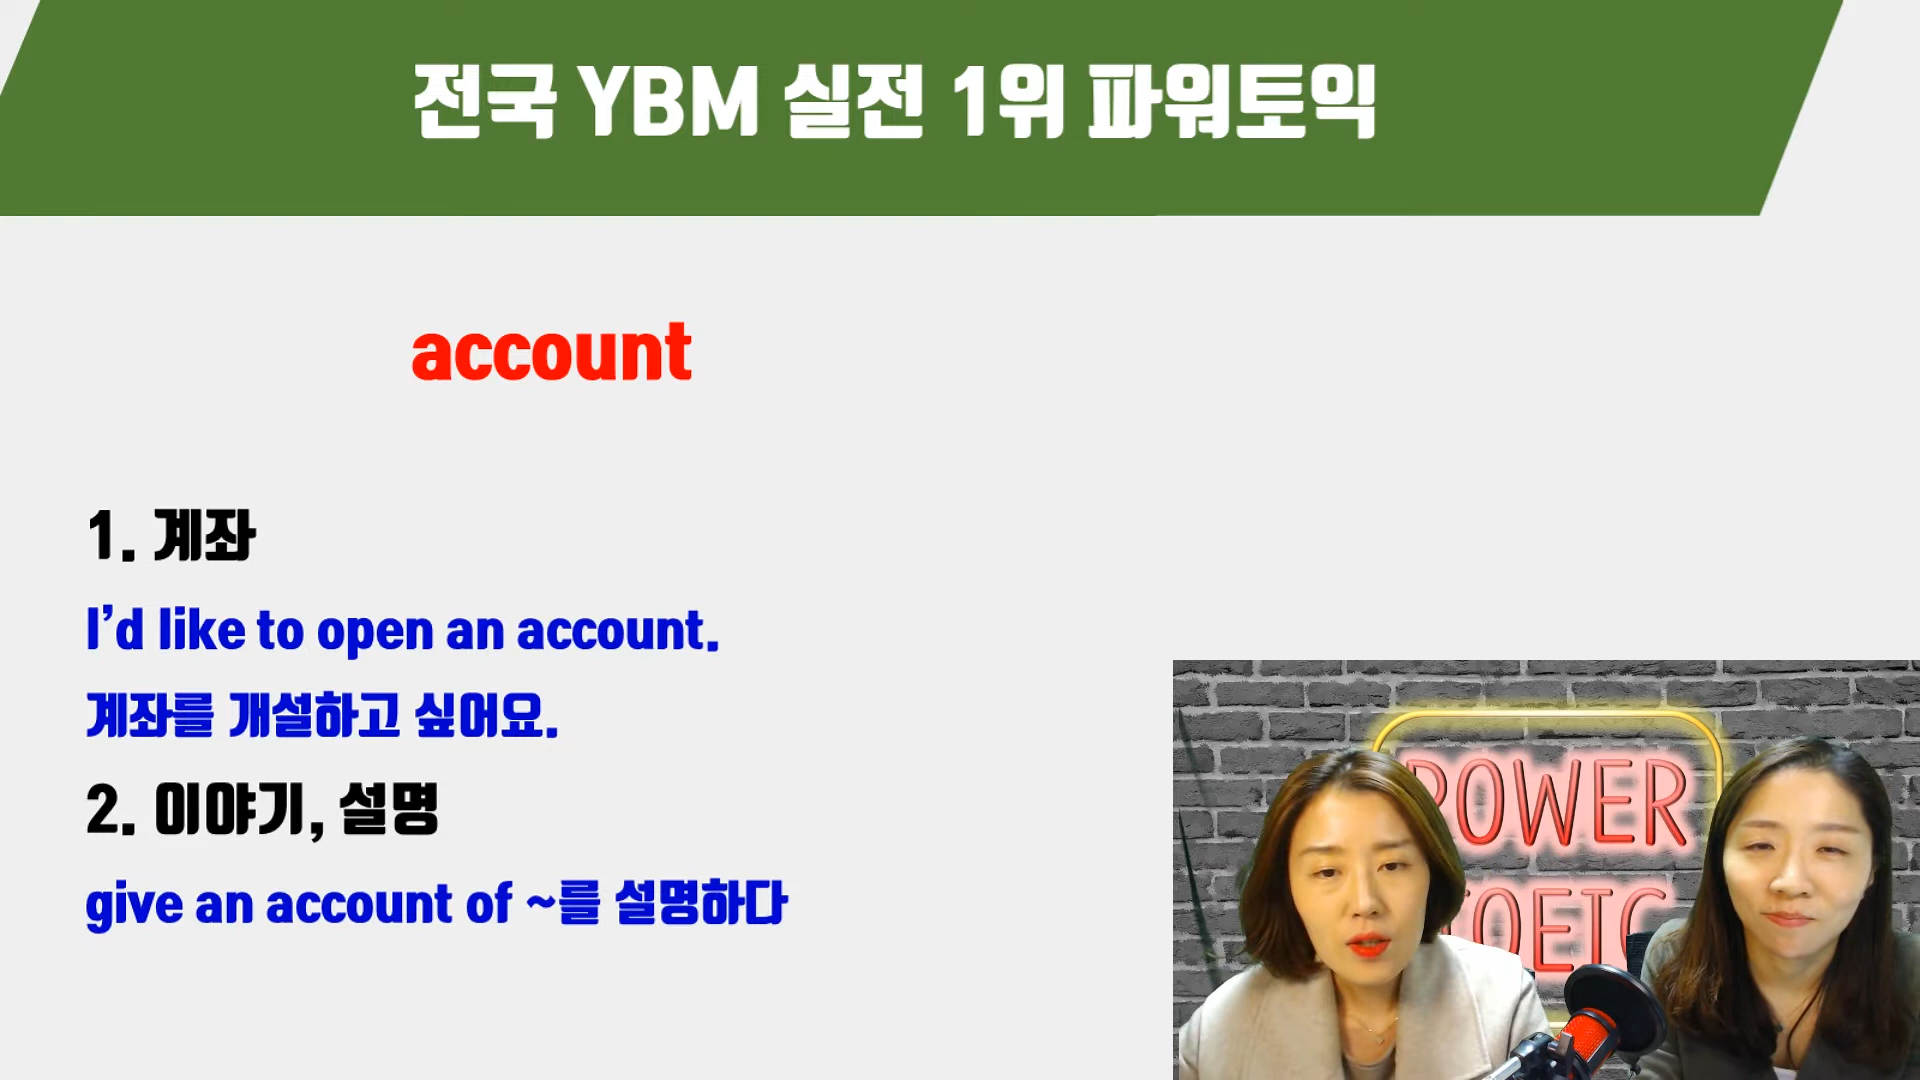 전국 YBM 실전 1위 파워토익
account
1. 계좌
I’d like to open an account.
계좌를 개설하고 싶어요.
2. 이야기, 설명
give an account of ~를 설명하다
POWER
TOEIC